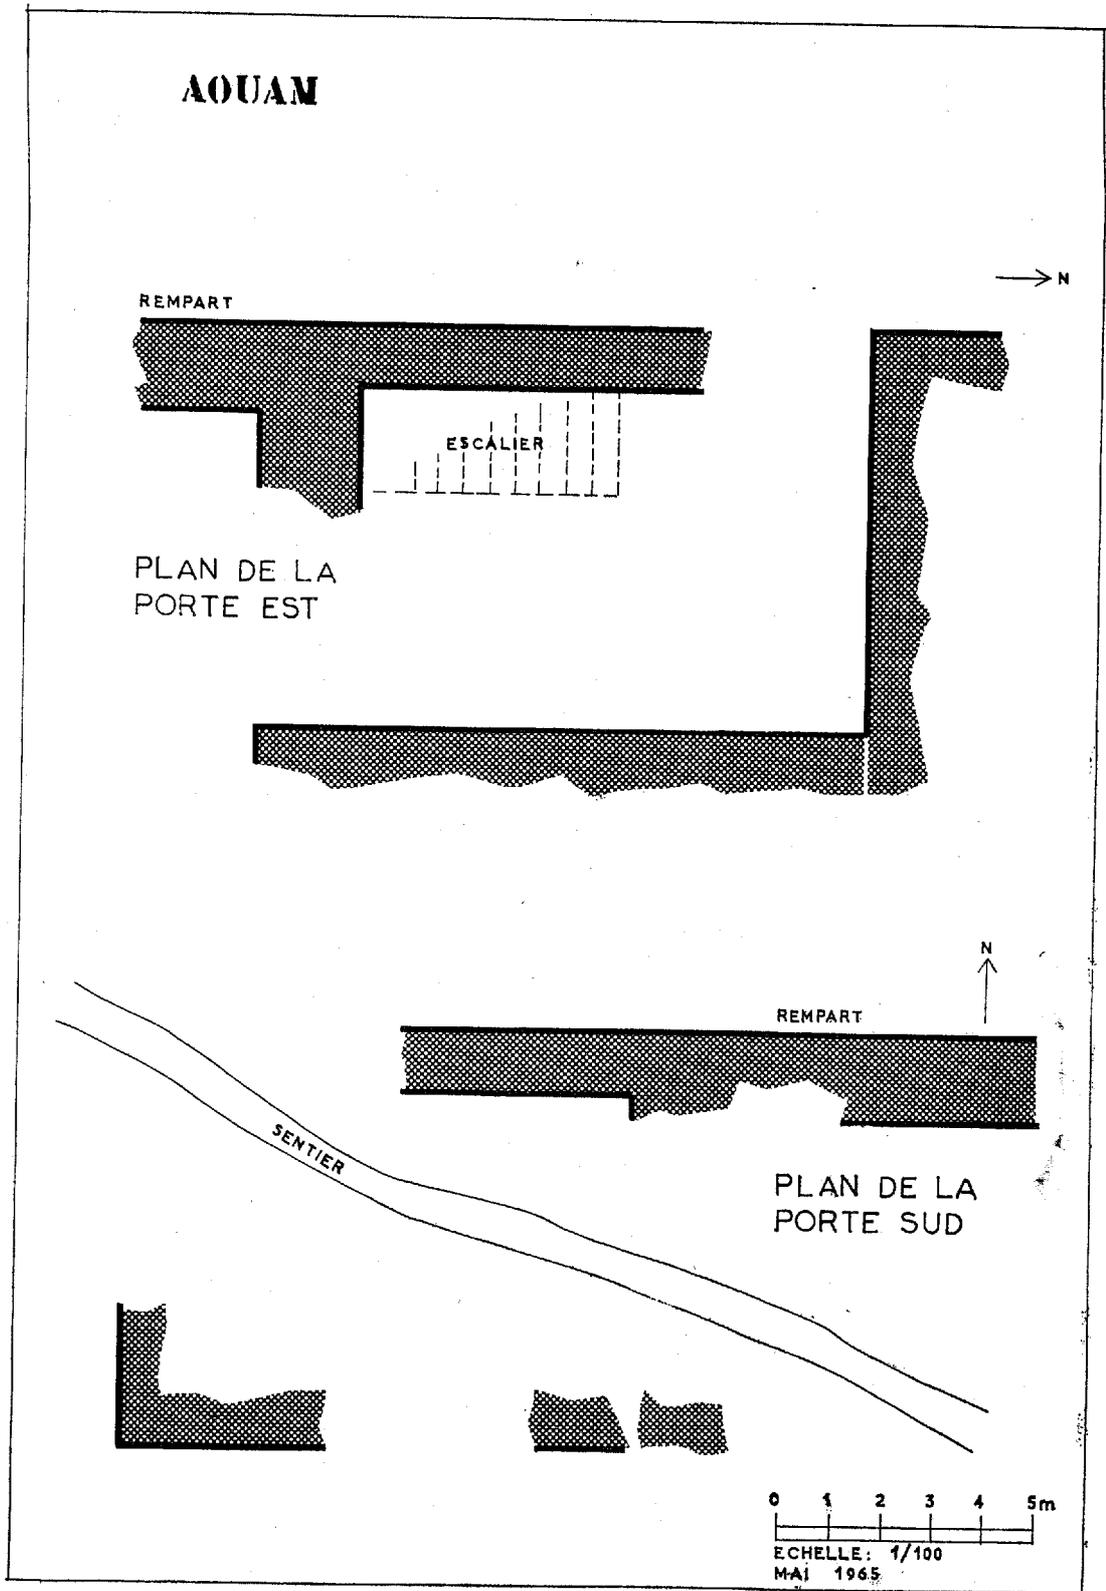 AOUAM
N
REMPART
ESCALIER
PLAN DE LA
PORTE EST
N
REMPART
SENTIER
PLAN DE LA
PORTE SUD
0 1 2 3 4 5m
ECHELLE: 1/100
MAI 1965